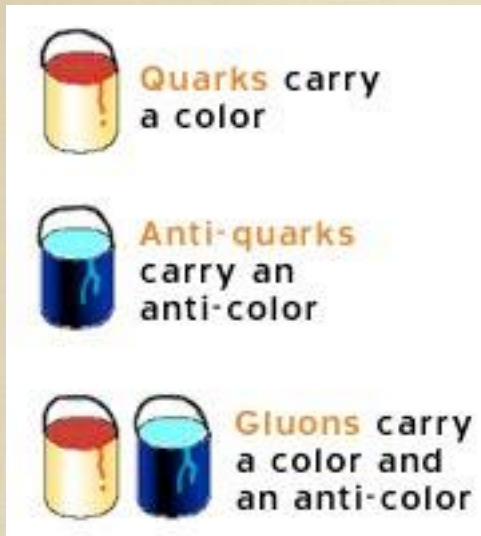 Quarks carry
a color
Anti-quarks
carry an
anti-color
Gluons carry
a color and
an anti-color